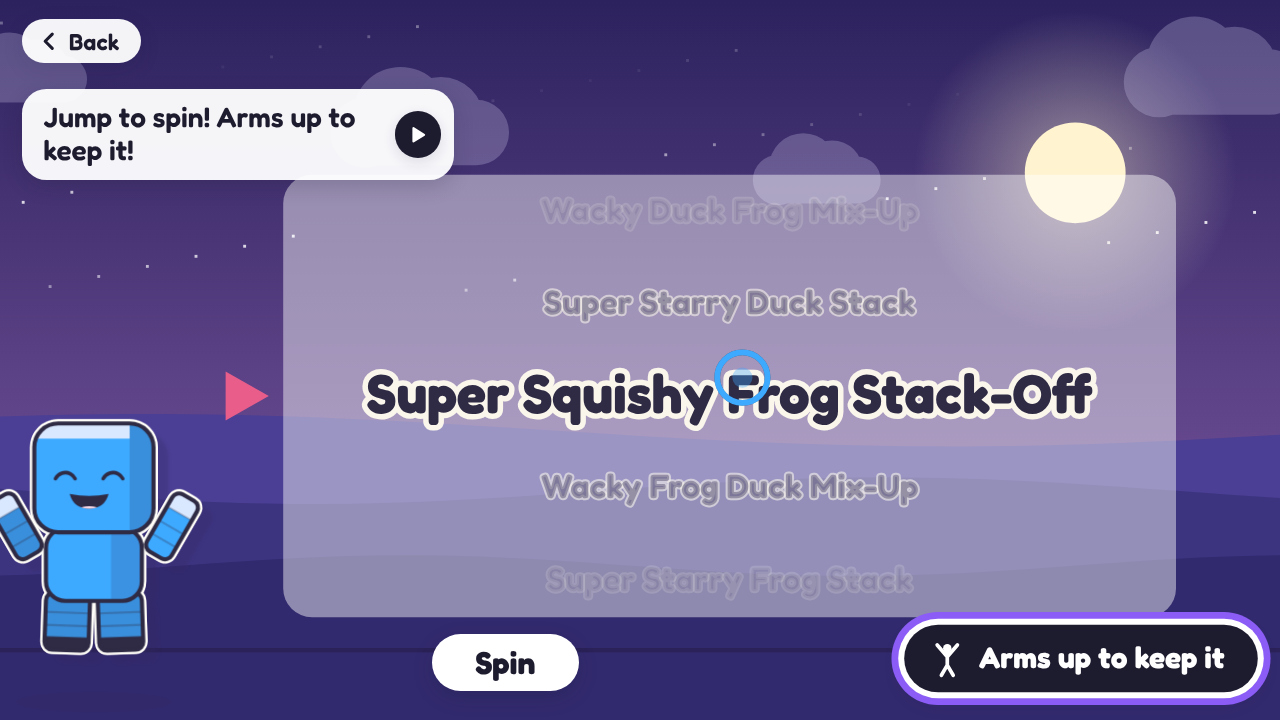 Back
Jump to spin! Arms up to
keep it!
Wacky Duck Frog Mix-Up
Super Starry Duck Stack
Super Squishy Frog Stack-Off
Wacky Frog Duck Mix-Up
Super Starry Frog Stack
Spin
Arms up to keep it